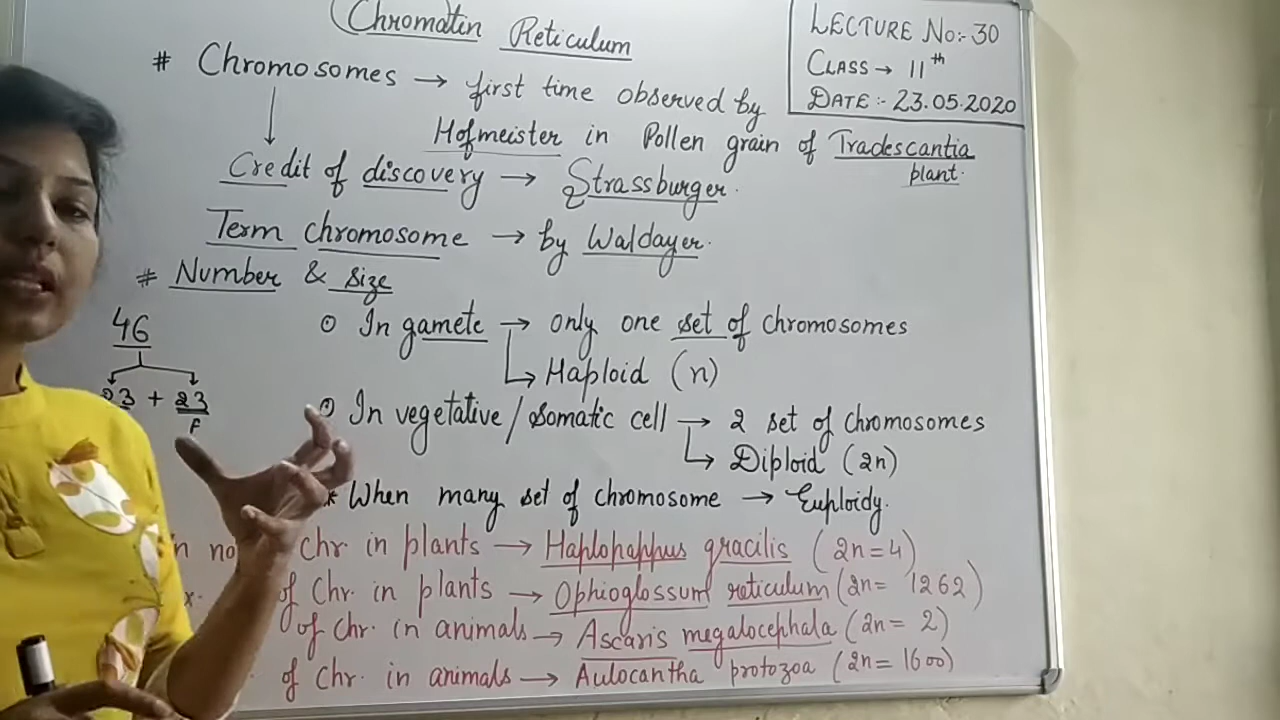 Chromatin Reticulum
LECTURE No:- 30
CLASS → 11th
DATE :- 23.05.2020
# Chromosomes → first time observed by
Hofmeister in Pollen grain of Tradescantia
plant.
Credit of discovery → Strassburger.
Term chromosome → by Waldayer.
# Number & Size
46
23 + 23
⊙ In gamete → only one set of chromosomes
↳ Haploid (n)
⊙ In vegetative/somatic cell → 2 set of chromosomes
↳ Diploid (2n)
* When many set of chromosome → Euploidy.
n no Chr. in plants → Haplopappus gracilis (2n=4)
of Chr. in plants → Ophioglossum reticulum (2n= 1262)
of chr. in animals → Ascaris megalocephala (2n= 2)
of Chr. in animals → Aulocantha protozoa (2n= 1600)